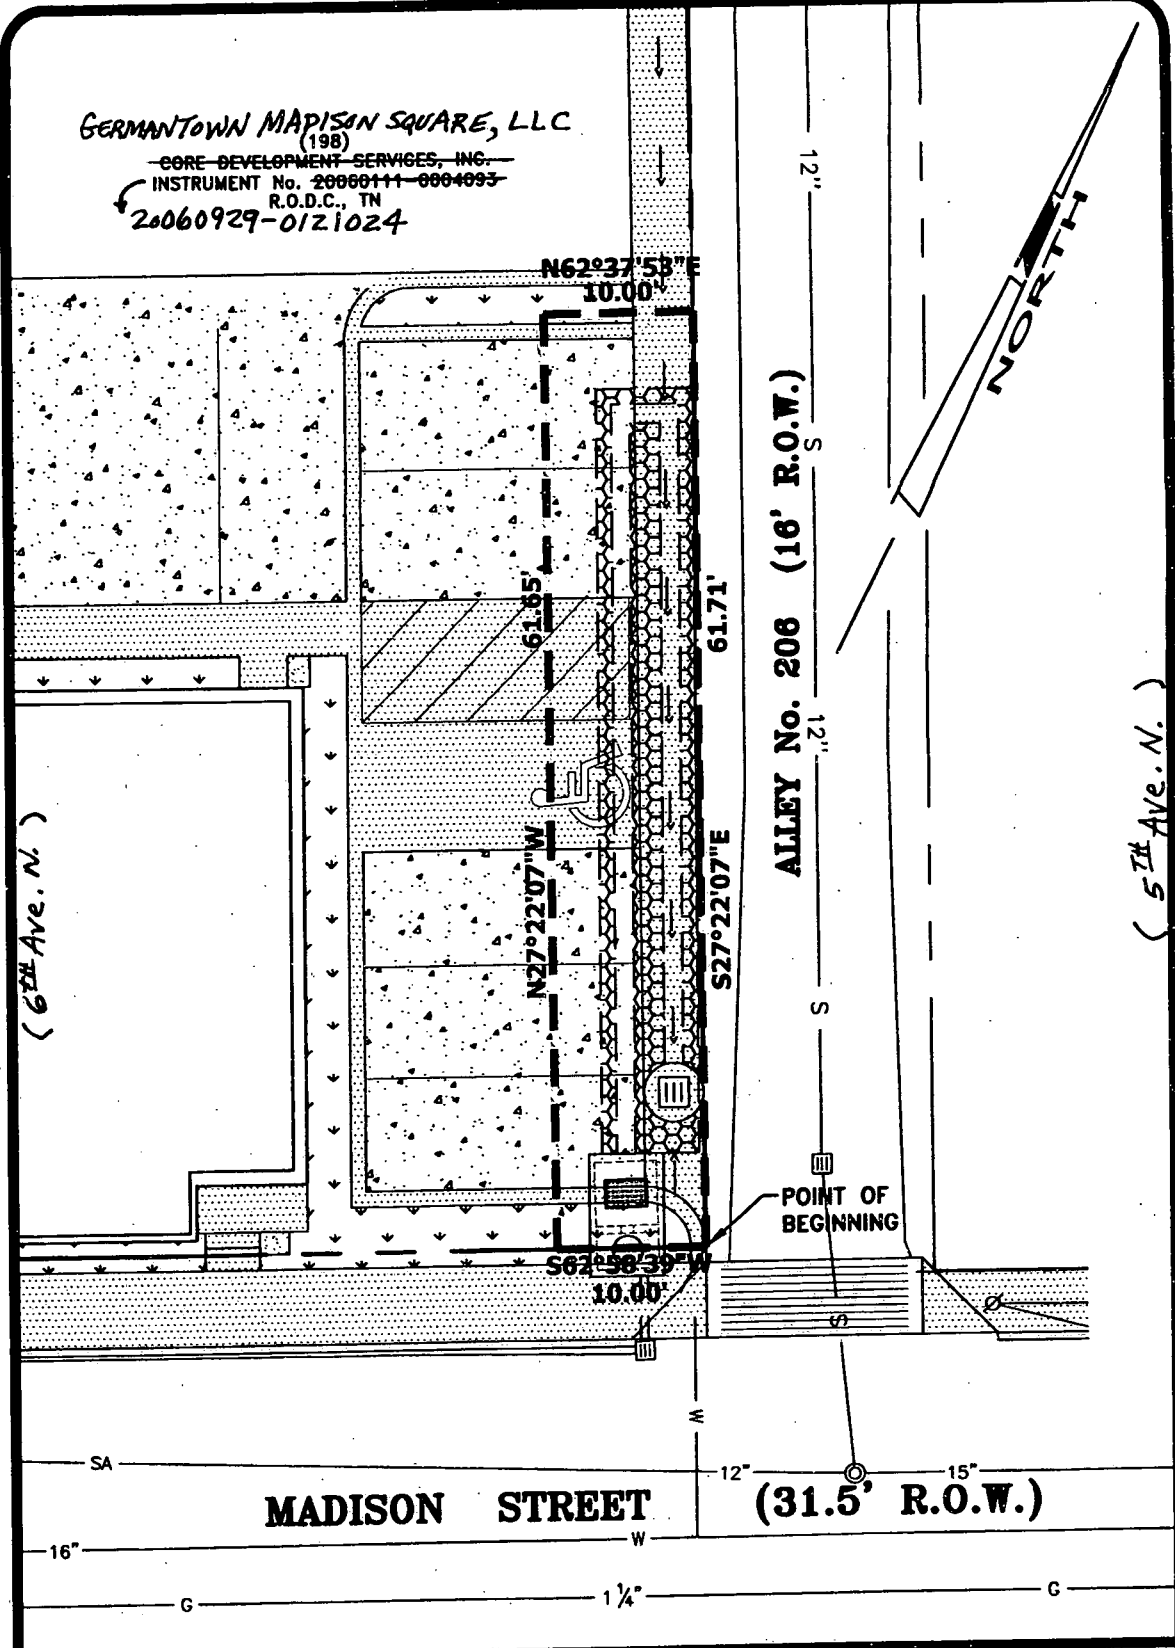 GERMANTOWN MADISON SQUARE, LLC
(198)
CORE DEVELOPMENT SERVICES, INC.
INSTRUMENT No. 20060111-0004093
R.O.D.C., TN
20060929-0121024
N62°37'53"E
10.00'
12"
NORTH
S
ALLEY No. 206 (16' R.O.W.)
61.65'
61.71'
12"
(5TH Ave. N.)
(6TH Ave. N.)
N27°22'07"W
S27°22'07"E
S
POINT OF
BEGINNING
S62°58'39"W
10.00'
S
W
SA
12"
15"
MADISON STREET (31.5' R.O.W.)
16"
W
G
1 ¼"
G